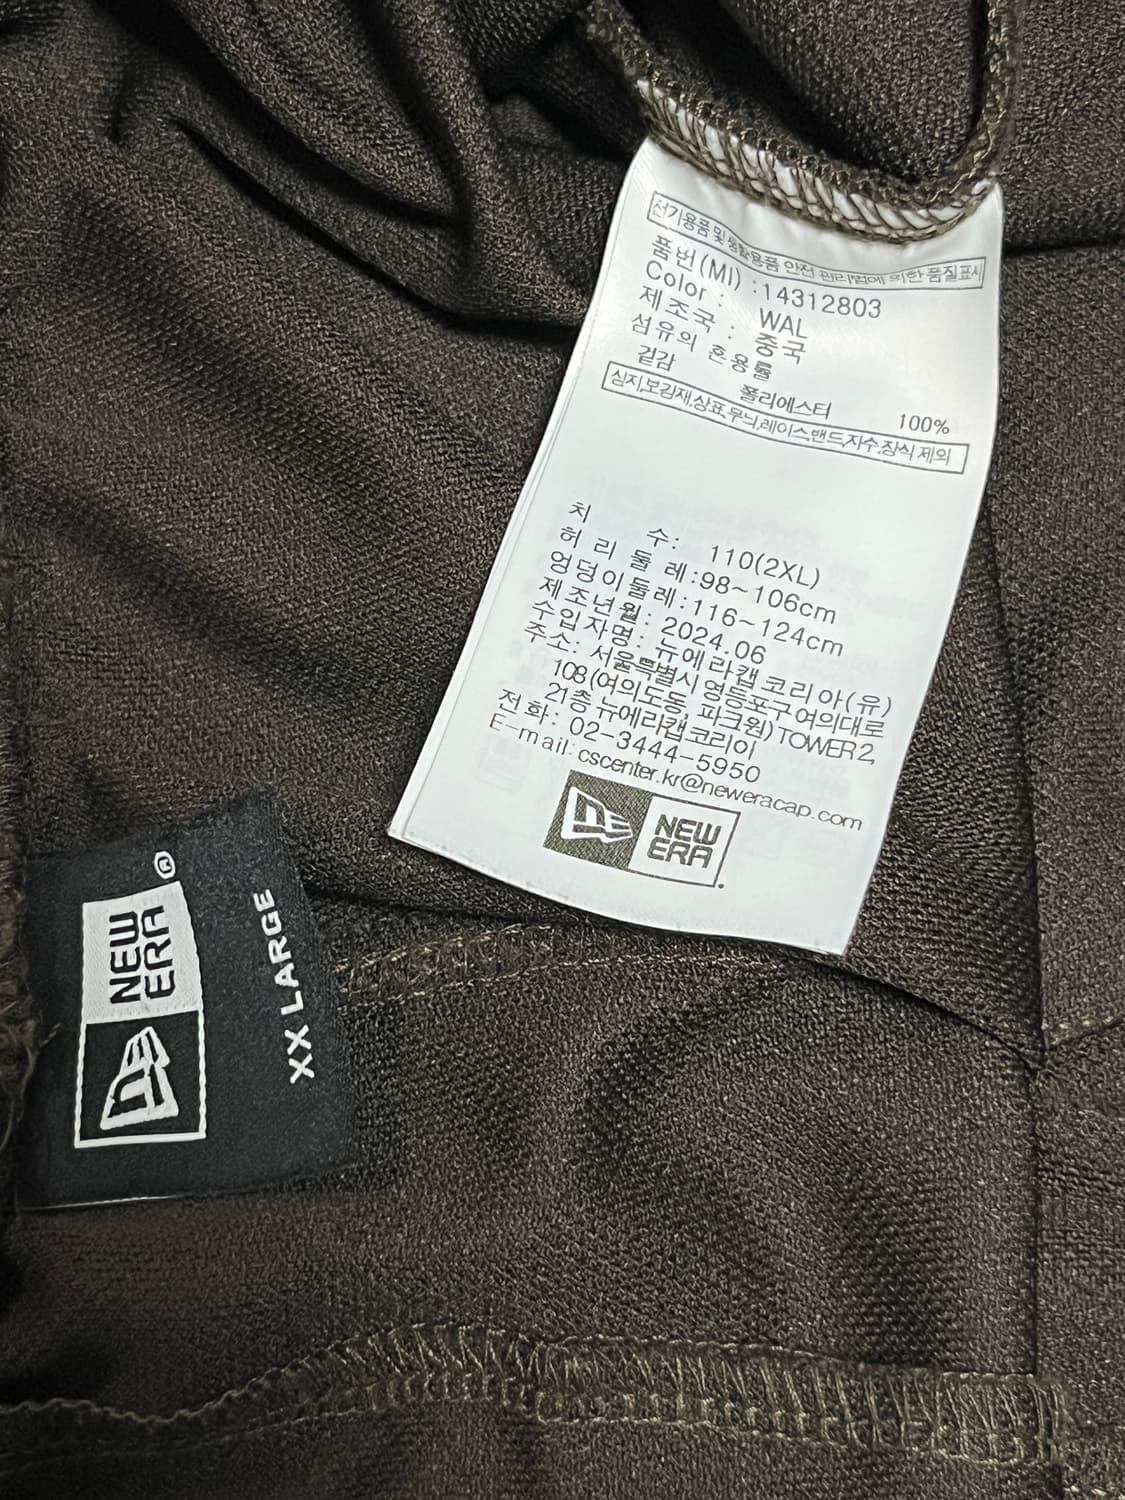 전기용품 및 생활용품 안전 관리법에 의한 품질표시
품번(MI) : 14312803
Color : WAL
제조국 : 중국
섬유의 혼용률
겉감 폴리에스터 100%
심지,보강재,상표,무늬,레이스,밴드,자수,장식 제외
치 수: 110(2XL)
허리둘레:98~106cm
엉덩이둘레:116~124cm
제조년월: 2024.06
수입자명: 뉴에라캡코리아(유)
주소: 서울특별시 영등포구 여의대로
108(여의도동 파크원)TOWER2,
21층 뉴에라캡코리아
전화: 02-3444-5950
E-mail: cscenter.kr@neweracap.com
NE NEW
ERA
NEW
ERA®
NE
XX LARGE